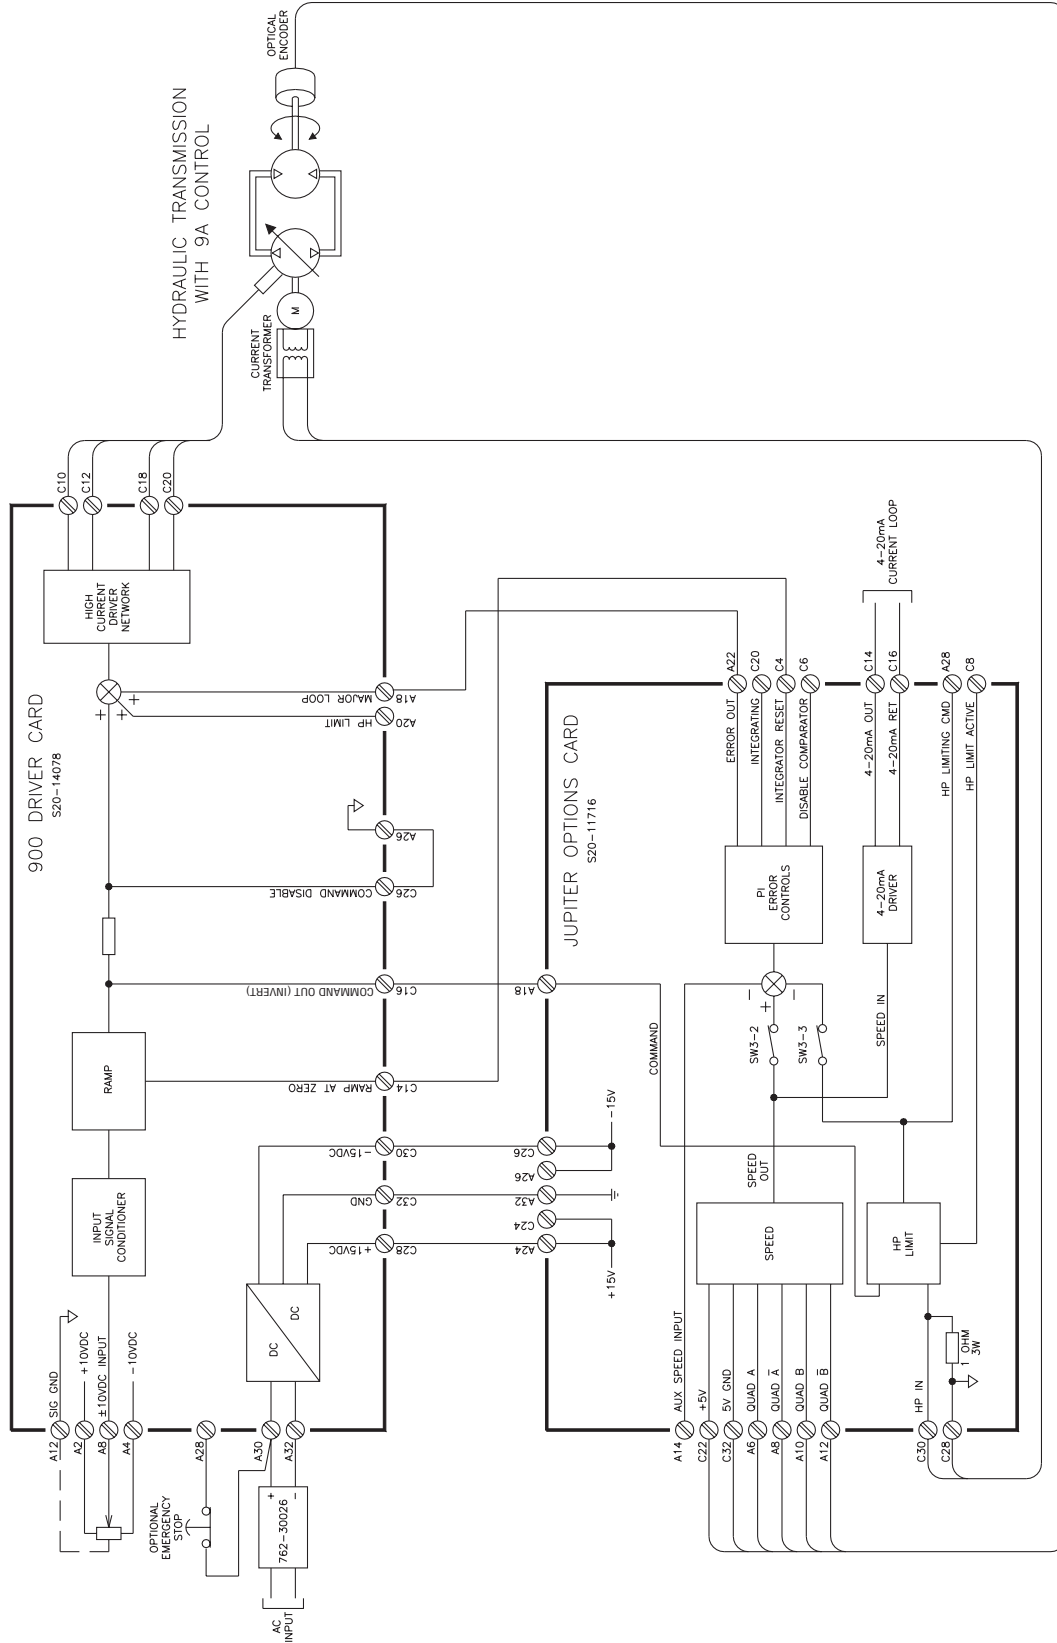 HYDRAULIC TRANSMISSION
WITH 9A CONTROL
OPTICAL
ENCODER
CURRENT
TRANSFORMER
M
900 DRIVER CARD
S20-14078
A12
SIG GND
A2
+10VDC
A8
±10VDC INPUT
A4
-10VDC
INPUT
SIGNAL
CONDITIONER
RAMP
HIGH
CURRENT
DRIVER
NETWORK
C10
C12
C18
C20
+
+
+
OPTIONAL
EMERGENCY
STOP
A28
A30
A32
AC
INPUT
762-30026
+
−
DC
DC
+15VDC
C28
GND
C32
-15VDC
C30
RAMP AT ZERO
C14
COMMAND OUT (INVERT)
C16
COMMAND DISABLE
C26
A26
HP LIMIT
A20
MAJOR LOOP
A18
JUPITER OPTIONS CARD
S20-11716
A24
C24
A32
A26
C26
A18
+15V
-15V
COMMAND
A14
AUX SPEED INPUT
C22
+5V
C32
5V GND
A6
QUAD A
A8
QUAD A̅
A10
QUAD B
A12
QUAD B̅
SPEED
SPEED
OUT
SW3-2
SW3-3
−
+
−
PI
ERROR
CONTROLS
ERROR OUT
A22
INTEGRATING
C20
INTEGRATOR RESET
C4
DISABLE COMPARATOR
C6
SPEED IN
4-20mA
DRIVER
4-20mA OUT
C14
4-20mA RET
C16
4-20mA
CURRENT LOOP
HP LIMITING CMD
A28
HP LIMIT ACTIVE
C8
HP
LIMIT
C30
HP IN
C28
1 OHM
3W